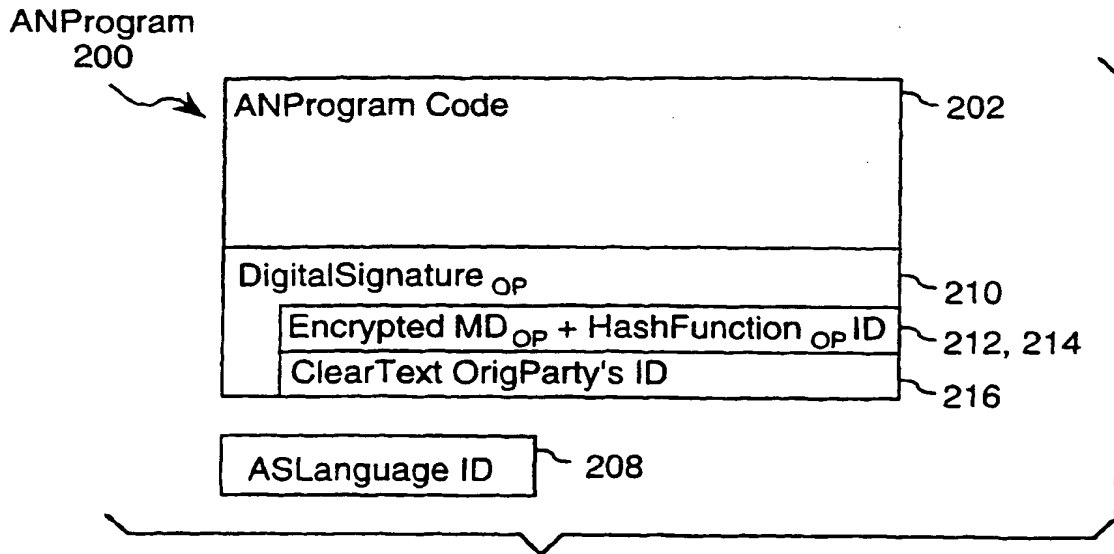 ANProgram
200
ANProgram Code
202
DigitalSignature OP
210
Encrypted MD OP + HashFunction OP ID
212, 214
ClearText OrigParty's ID
216
ASLanguage ID
208